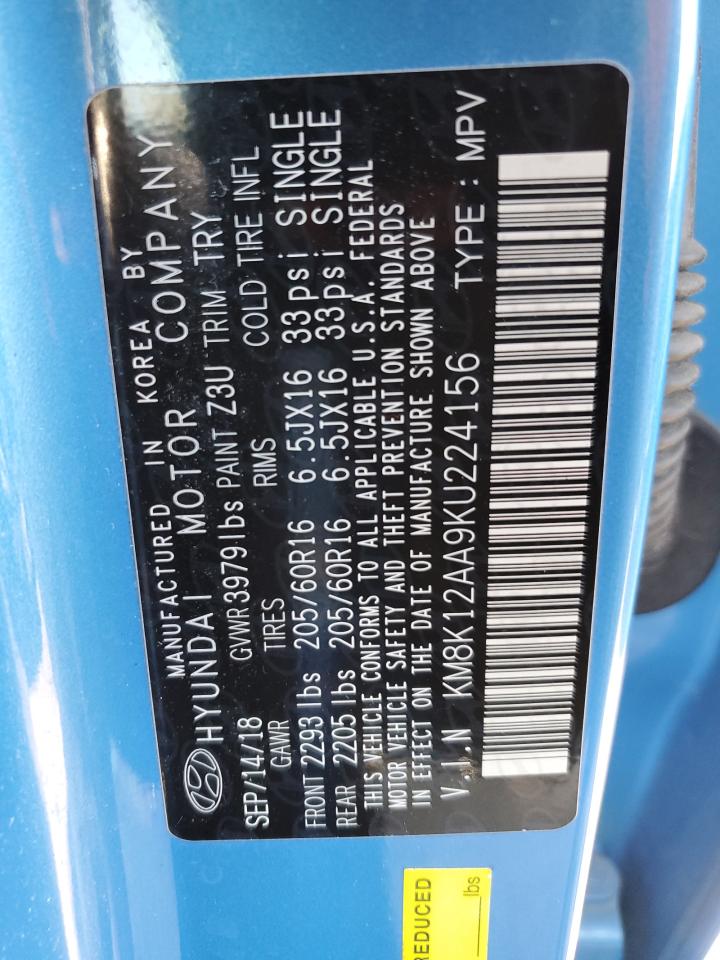 MANUFACTURED IN KOREA BY
HYUNDAI MOTOR COMPANY
SEP/14/18 GVWR 3979lbs PAINT Z3U TRIM TRY
GAWR TIRES RIMS COLD TIRE INFL
FRONT 2293 lbs 205/60R16 6.5JX16 33psi SINGLE
REAR 2205 lbs 205/60R16 6.5JX16 33psi SINGLE
THIS VEHICLE CONFORMS TO ALL APPLICABLE U.S.A. FEDERAL
MOTOR VEHICLE SAFETY AND THEFT PREVENTION STANDARDS
IN EFFECT ON THE DATE OF MANUFACTURE SHOWN ABOVE
V.I.N KM8K12AA9KU224156 TYPE : MPV
REDUCED
lbs